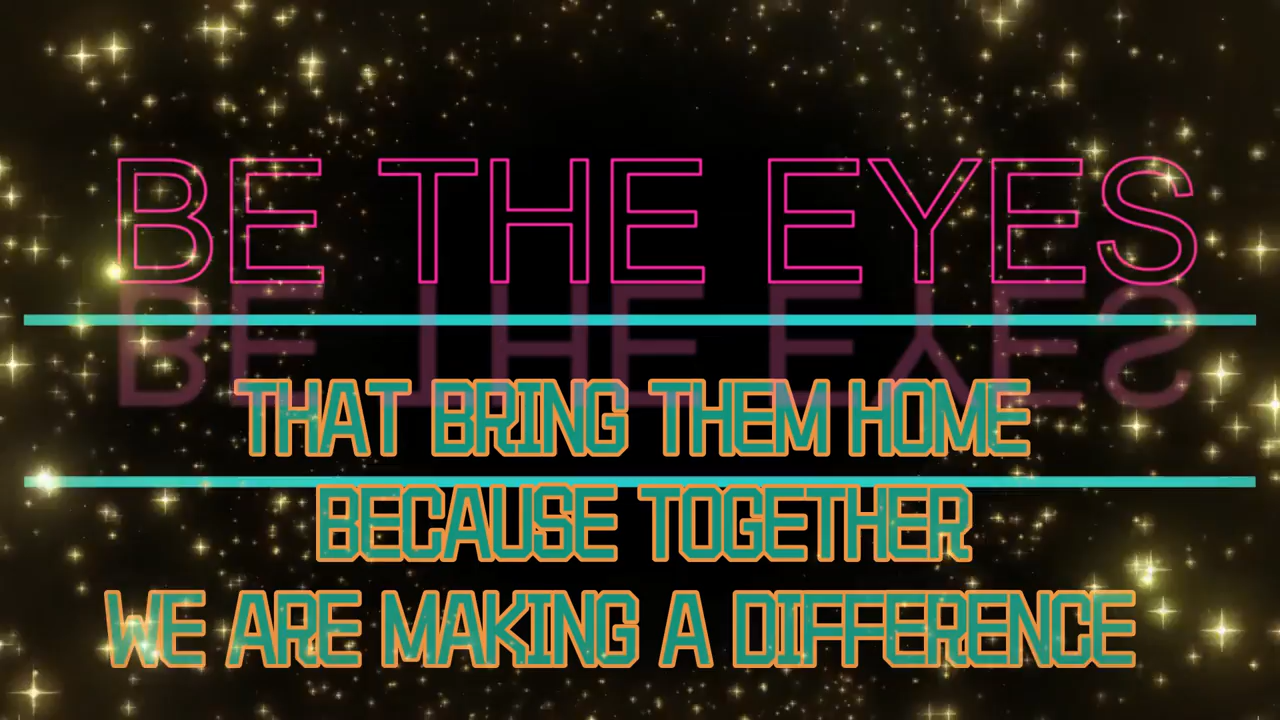 BE THE EYES
THAT BRING THEM HOME
BECAUSE TOGETHER
WE ARE MAKING A DIFFERENCE